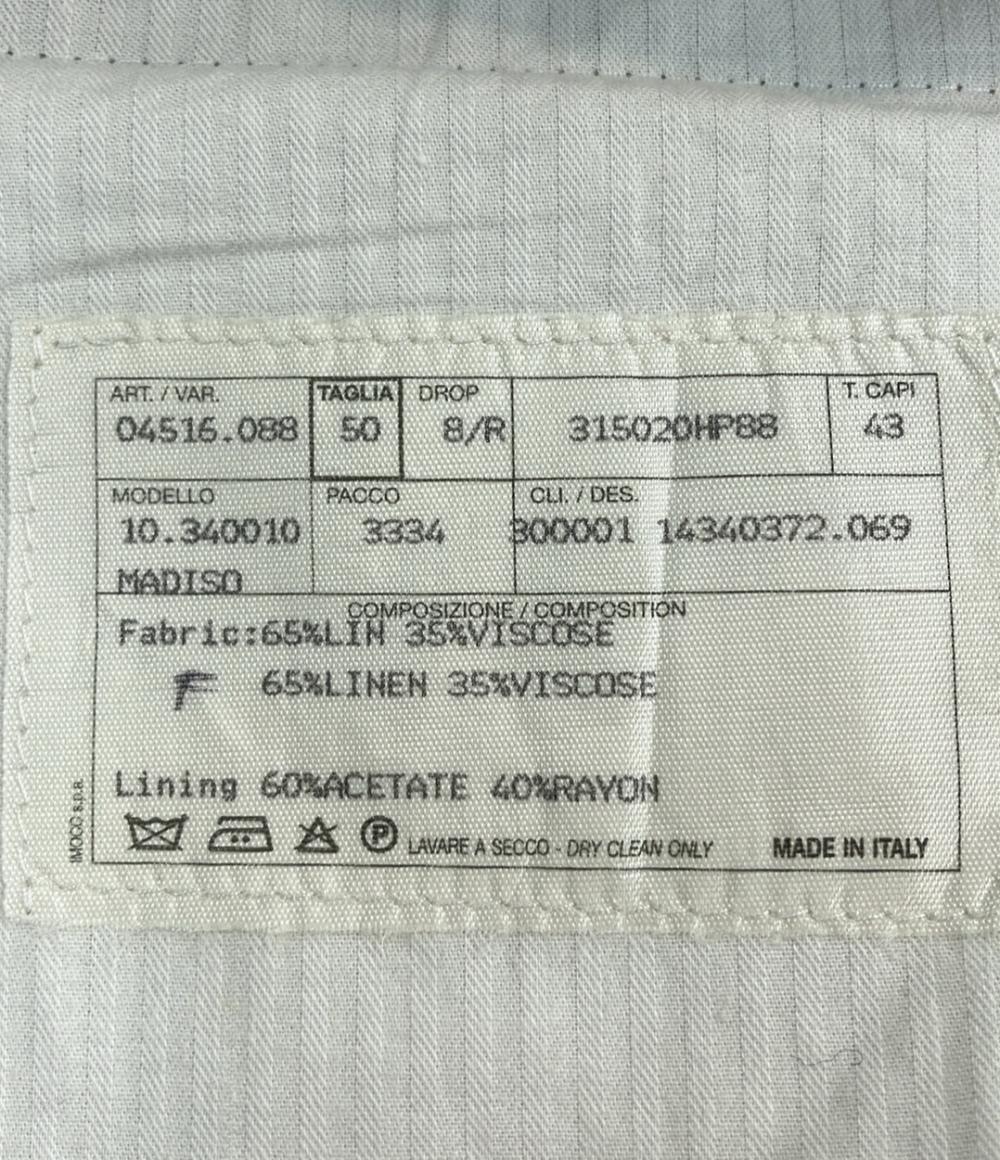 ART. / VAR. TAGLIA DROP T. CAPI
04516.088 50 8/R 315020HP88 43
MODELLO PACCO CLI. / DES.
10.340010 3334 300001 14340372.069
MADISO
COMPOSIZIONE / COMPOSITION
Fabric:65%LIN 35%VISCOSE
F 65%LINEN 35%VISCOSE
Lining 60%ACETATE 40%RAYON
P LAVARE A SECCO - DRY CLEAN ONLY MADE IN ITALY
IMOCO s.p.a.